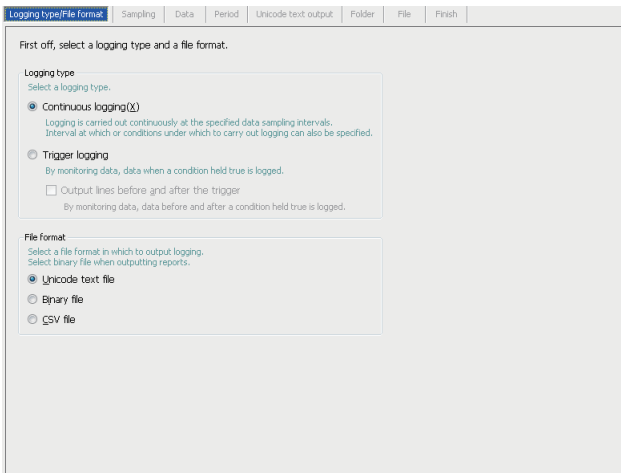 Logging type/File format Sampling Data Period Unicode text output Folder File Finish
First off, select a logging type and a file format.
Logging type
Select a logging type.
Continuous logging(X)
Logging is carried out continuously at the specified data sampling intervals.
Interval at which or conditions under which to carry out logging can also be specified.
Trigger logging
By monitoring data, data when a condition held true is logged.
Output lines before and after the trigger
By monitoring data, data before and after a condition held true is logged.
File format
Select a file format in which to output logging.
Select binary file when outputting reports.
Unicode text file
Binary file
CSV file